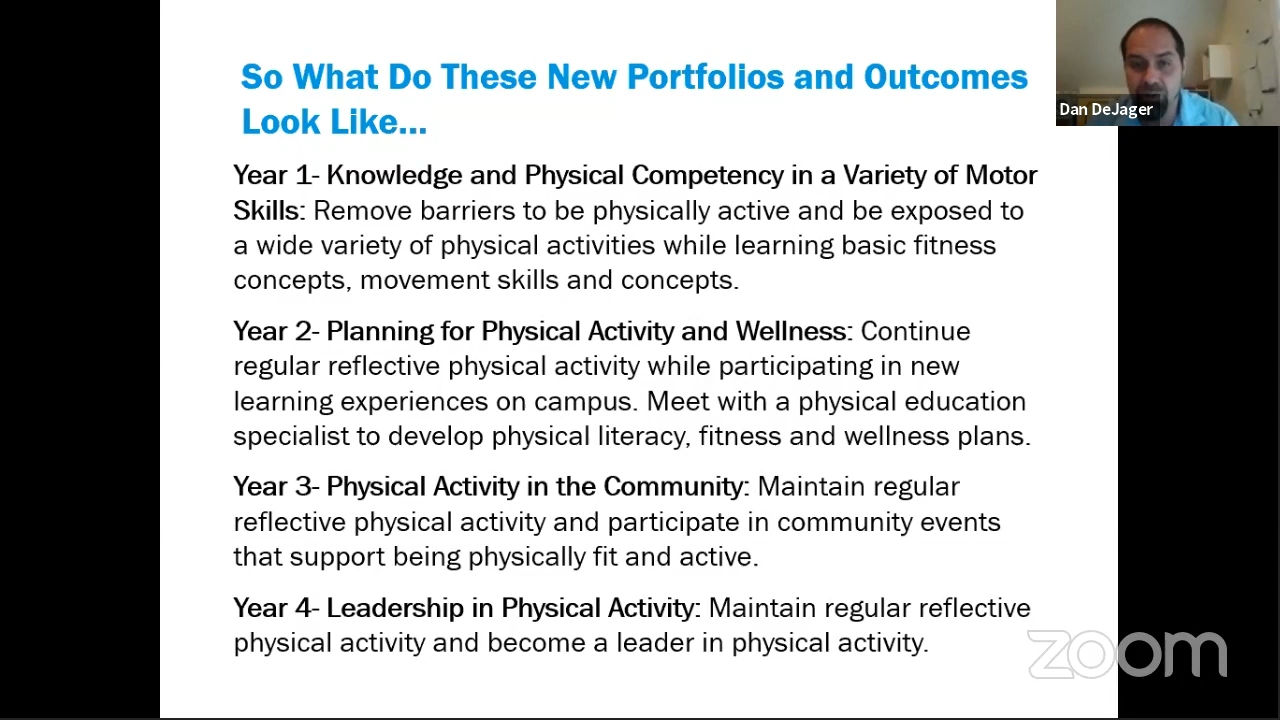 So What Do These New Portfolios and Outcomes
Look Like...
Dan DeJager
Year 1- Knowledge and Physical Competency in a Variety of Motor
Skills: Remove barriers to be physically active and be exposed to
a wide variety of physical activities while learning basic fitness
concepts, movement skills and concepts.
Year 2- Planning for Physical Activity and Wellness: Continue
regular reflective physical activity while participating in new
learning experiences on campus. Meet with a physical education
specialist to develop physical literacy, fitness and wellness plans.
Year 3- Physical Activity in the Community: Maintain regular
reflective physical activity and participate in community events
that support being physically fit and active.
Year 4- Leadership in Physical Activity: Maintain regular reflective
physical activity and become a leader in physical activity.
zoom